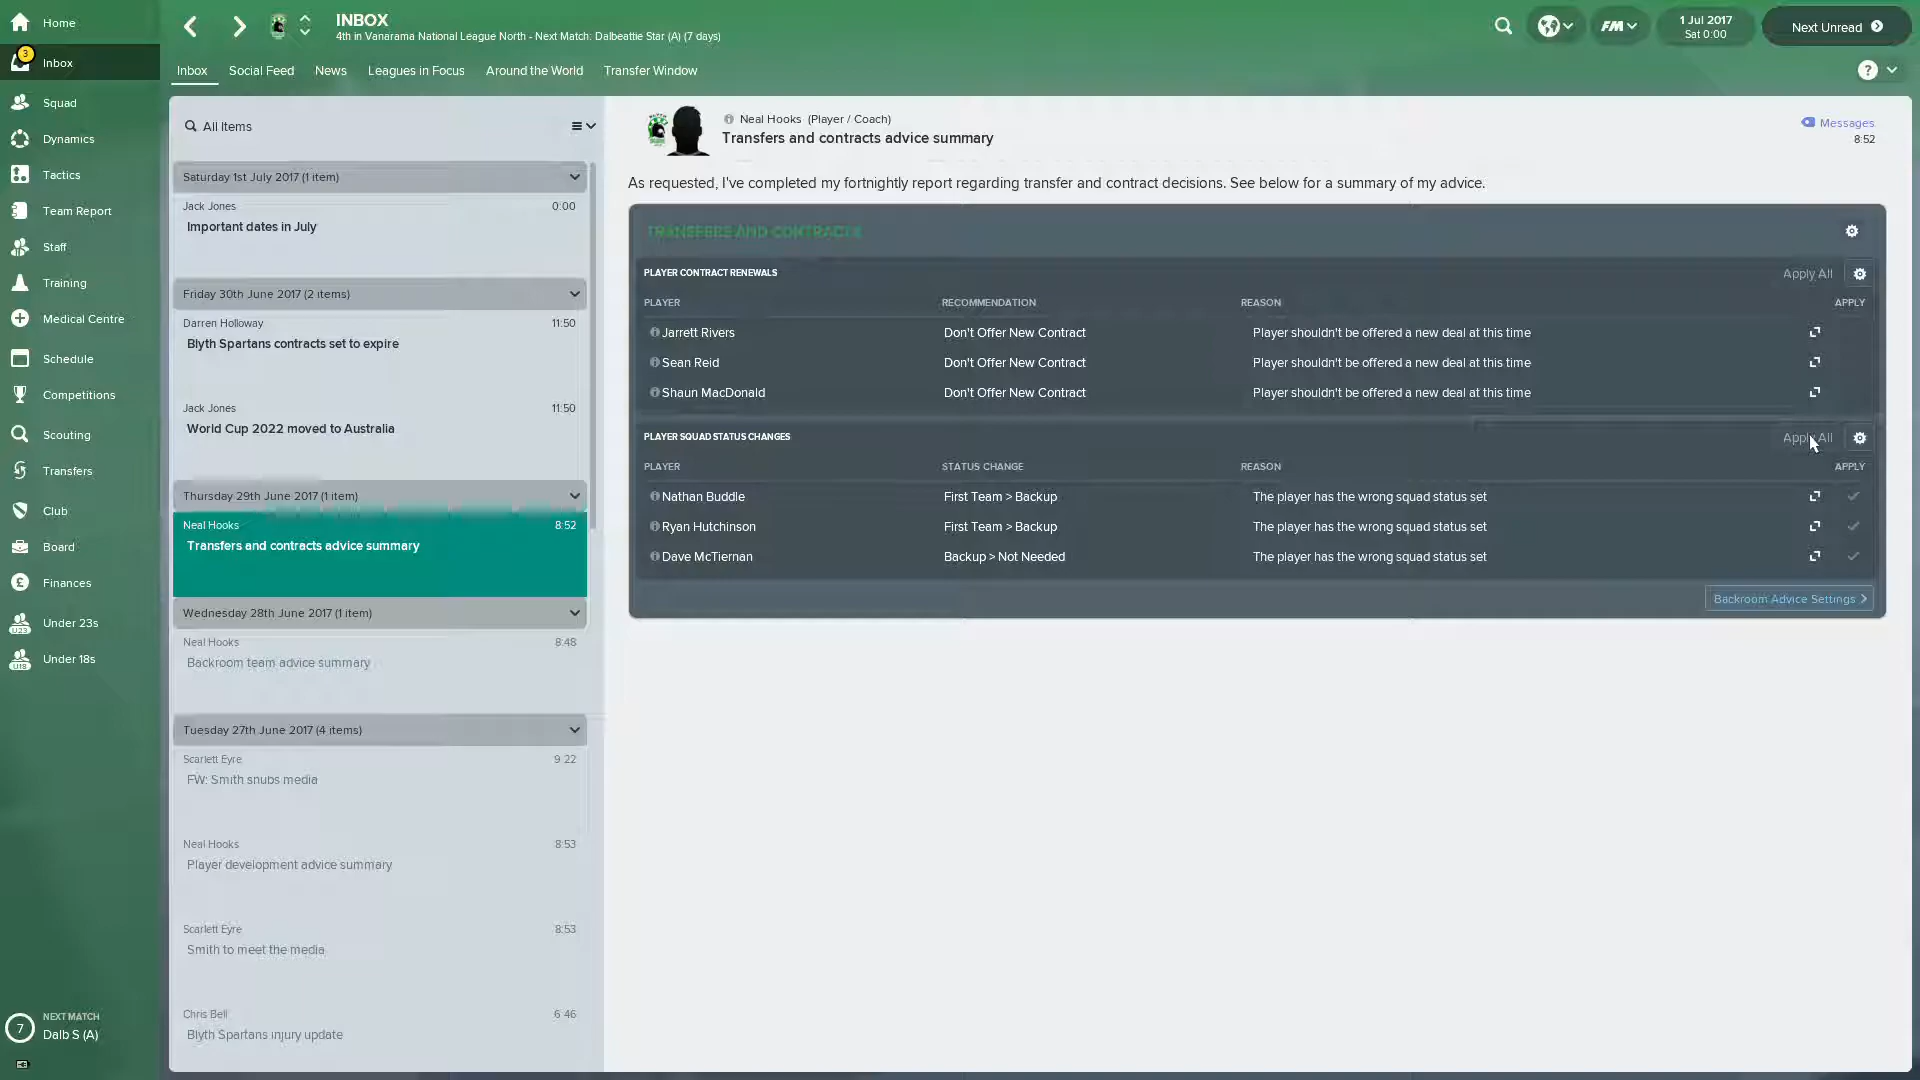 Home
3
Inbox
Squad
Dynamics
Tactics
Team Report
Staff
Training
Medical Centre
Schedule
Competitions
Scouting
Transfers
Club
Board
Finances
U23
Under 23s
U18
Under 18s
7
NEXT MATCH
Dalb S (A)
INBOX
4th in Vanarama National League North - Next Match: Dalbeattie Star (A) (7 days)
FM
1 Jul 2017
Sat 0:00
Next Unread
Inbox
Social Feed
News
Leagues in Focus
Around the World
Transfer Window
?
All Items
Saturday 1st July 2017 (1 item)
Jack Jones 0:00
Important dates in July
Friday 30th June 2017 (2 items)
Darren Holloway 11:50
Blyth Spartans contracts set to expire
Jack Jones 11:50
World Cup 2022 moved to Australia
Thursday 29th June 2017 (1 item)
Neal Hooks 8:52
Transfers and contracts advice summary
Wednesday 28th June 2017 (1 item)
Neal Hooks 8:48
Backroom team advice summary
Tuesday 27th June 2017 (4 items)
Scarlett Eyre 9:22
FW: Smith snubs media
Neal Hooks 8:53
Player development advice summary
Scarlett Eyre 8:53
Smith to meet the media
Chris Bell 6:46
Blyth Spartans injury update
Neal Hooks (Player / Coach)
Transfers and contracts advice summary
Messages
8:52
As requested, I've completed my fortnightly report regarding transfer and contract decisions. See below for a summary of my advice.
TRANSFERS AND CONTRACTS
PLAYER CONTRACT RENEWALS Apply All
PLAYER RECOMMENDATION REASON APPLY
Jarrett Rivers Don't Offer New Contract Player shouldn't be offered a new deal at this time
Sean Reid Don't Offer New Contract Player shouldn't be offered a new deal at this time
Shaun MacDonald Don't Offer New Contract Player shouldn't be offered a new deal at this time
PLAYER SQUAD STATUS CHANGES Apply All
PLAYER STATUS CHANGE REASON APPLY
Nathan Buddle First Team > Backup The player has the wrong squad status set
Ryan Hutchinson First Team > Backup The player has the wrong squad status set
Dave McTiernan Backup > Not Needed The player has the wrong squad status set
Backroom Advice Settings >